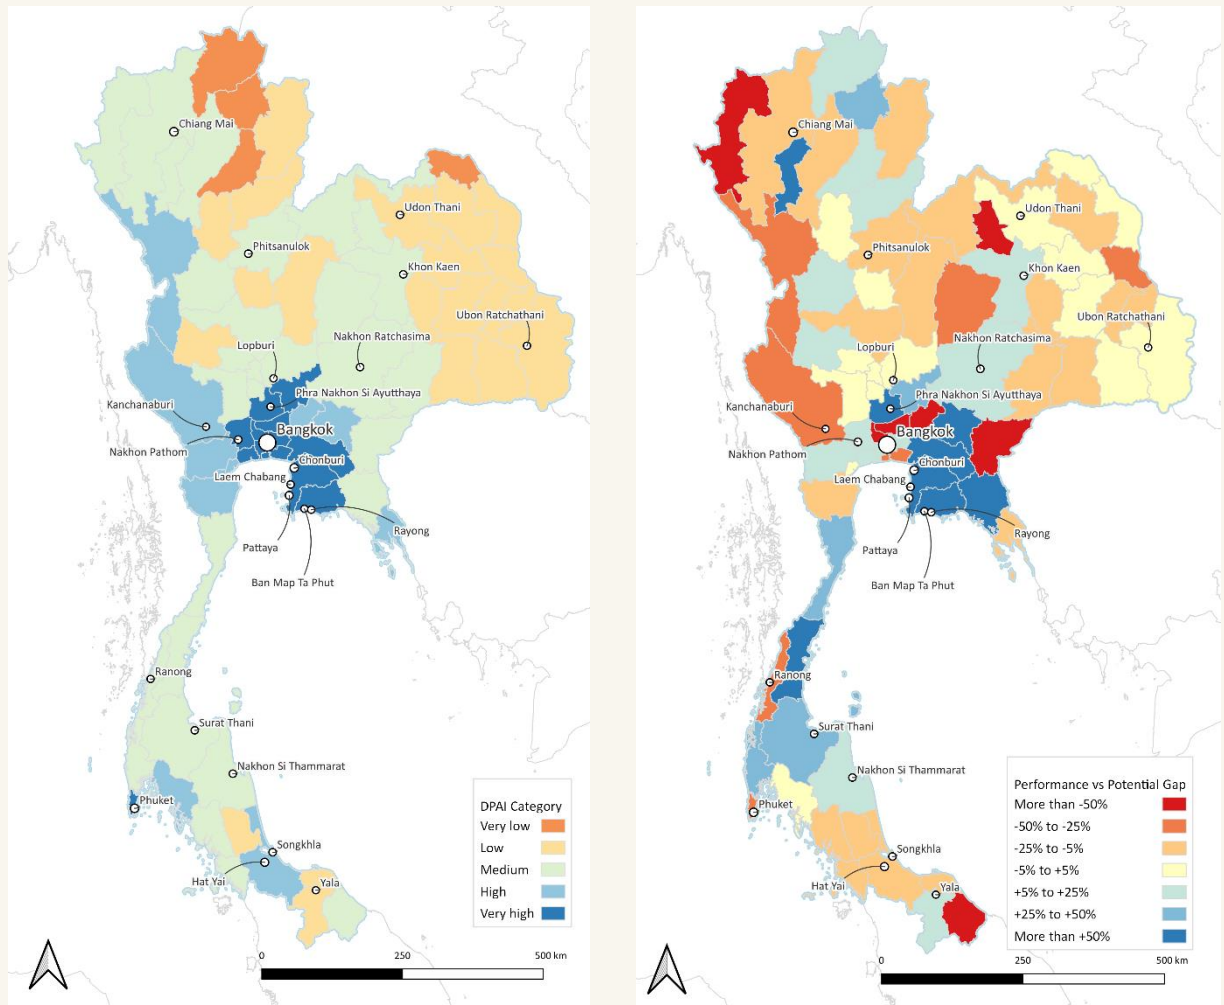 Chiang Mai
Udon Thani
Phitsanulok
Khon Kaen
Ubon Ratchathani
Nakhon Ratchasima
Lopburi
Phra Nakhon Si Ayutthaya
Kanchanaburi
Bangkok
Nakhon Pathom
Chonburi
Laem Chabang
Rayong
Pattaya
Ban Map Ta Phut
Ranong
Surat Thani
Nakhon Si Thammarat
Phuket
Songkhla
Hat Yai
Yala
DPAI Category
Very low
Low
Medium
High
Very high
0 250 500 km
Chiang Mai
Udon Thani
Phitsanulok
Khon Kaen
Ubon Ratchathani
Nakhon Ratchasima
Lopburi
Phra Nakhon Si Ayutthaya
Kanchanaburi
Bangkok
Nakhon Pathom
Chonburi
Laem Chabang
Rayong
Pattaya
Ban Map Ta Phut
Ranong
Surat Thani
Nakhon Si Thammarat
Phuket
Songkhla
Hat Yai
Yala
Performance vs Potential Gap
More than -50%
-50% to -25%
-25% to -5%
-5% to +5%
+5% to +25%
+25% to +50%
More than +50%
0 250 500 km